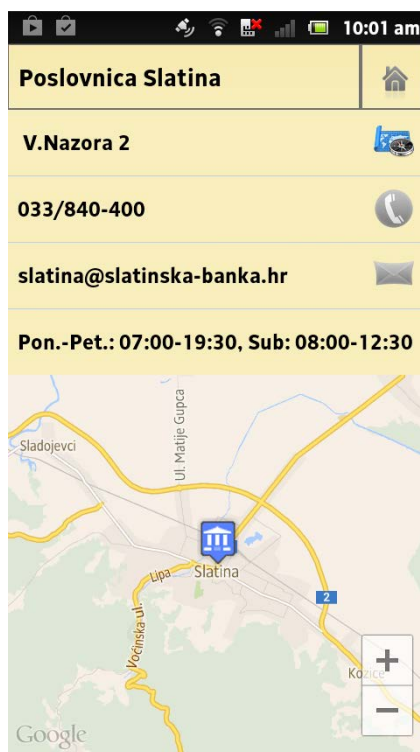 10:01 am
Poslovnica Slatina
V.Nazora 2
033/840-400
slatina@slatinska-banka.hr
Pon.-Pet.: 07:00-19:30, Sub: 08:00-12:30
Ul. Matije Gupca
Sladojevci
Lipa
Slatina
2
Voćinska ul.
Kozice
+
−
Google